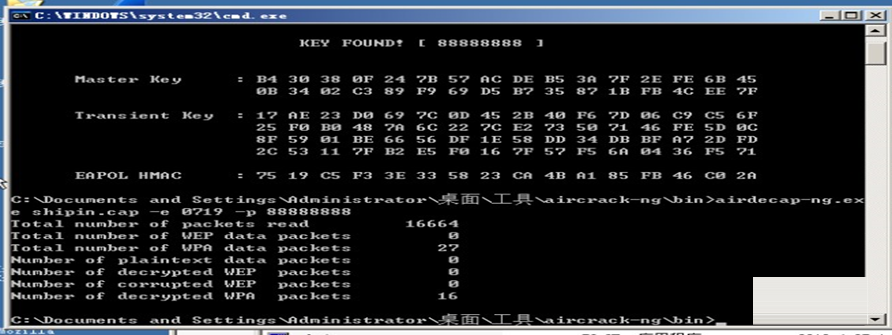 C:\WINDOWS\system32\cmd.exe
KEY FOUND! [ 88888888 ]
Master Key : B4 30 38 0F 24 7B 57 AC DE B5 3A 7F 2E FE 6B 45
0B 34 02 C3 89 F9 69 D5 B7 35 87 1B FB 4C EE 7F
Transient Key : 17 AE 23 D0 69 7C 0D 45 2B 40 F6 7D 06 C9 C5 6F
25 F0 B0 48 7A 6C 22 7C E2 73 50 71 46 FE 5D 0C
8F 59 01 BE 66 56 DF 1E 58 DD 34 DB BF A7 2D FD
2C 53 11 7F B2 E5 F0 16 7F 57 F5 6A 04 36 F5 71
EAPOL HMAC : 75 19 C5 F3 3E 33 58 23 CA 4B A1 85 FB 46 C0 2A
C:\Documents and Settings\Administrator\桌面\工具\aircrack-ng\bin>airdecap-ng.ex
e shipin.cap -e 0719 -p 88888888
Total number of packets read 16664
Total number of WEP data packets 0
Total number of WPA data packets 27
Number of plaintext data packets 0
Number of decrypted WEP packets 0
Number of corrupted WEP packets 0
Number of decrypted WPA packets 16
C:\Documents and Settings\Administrator\桌面\工具\aircrack-ng\bin>_